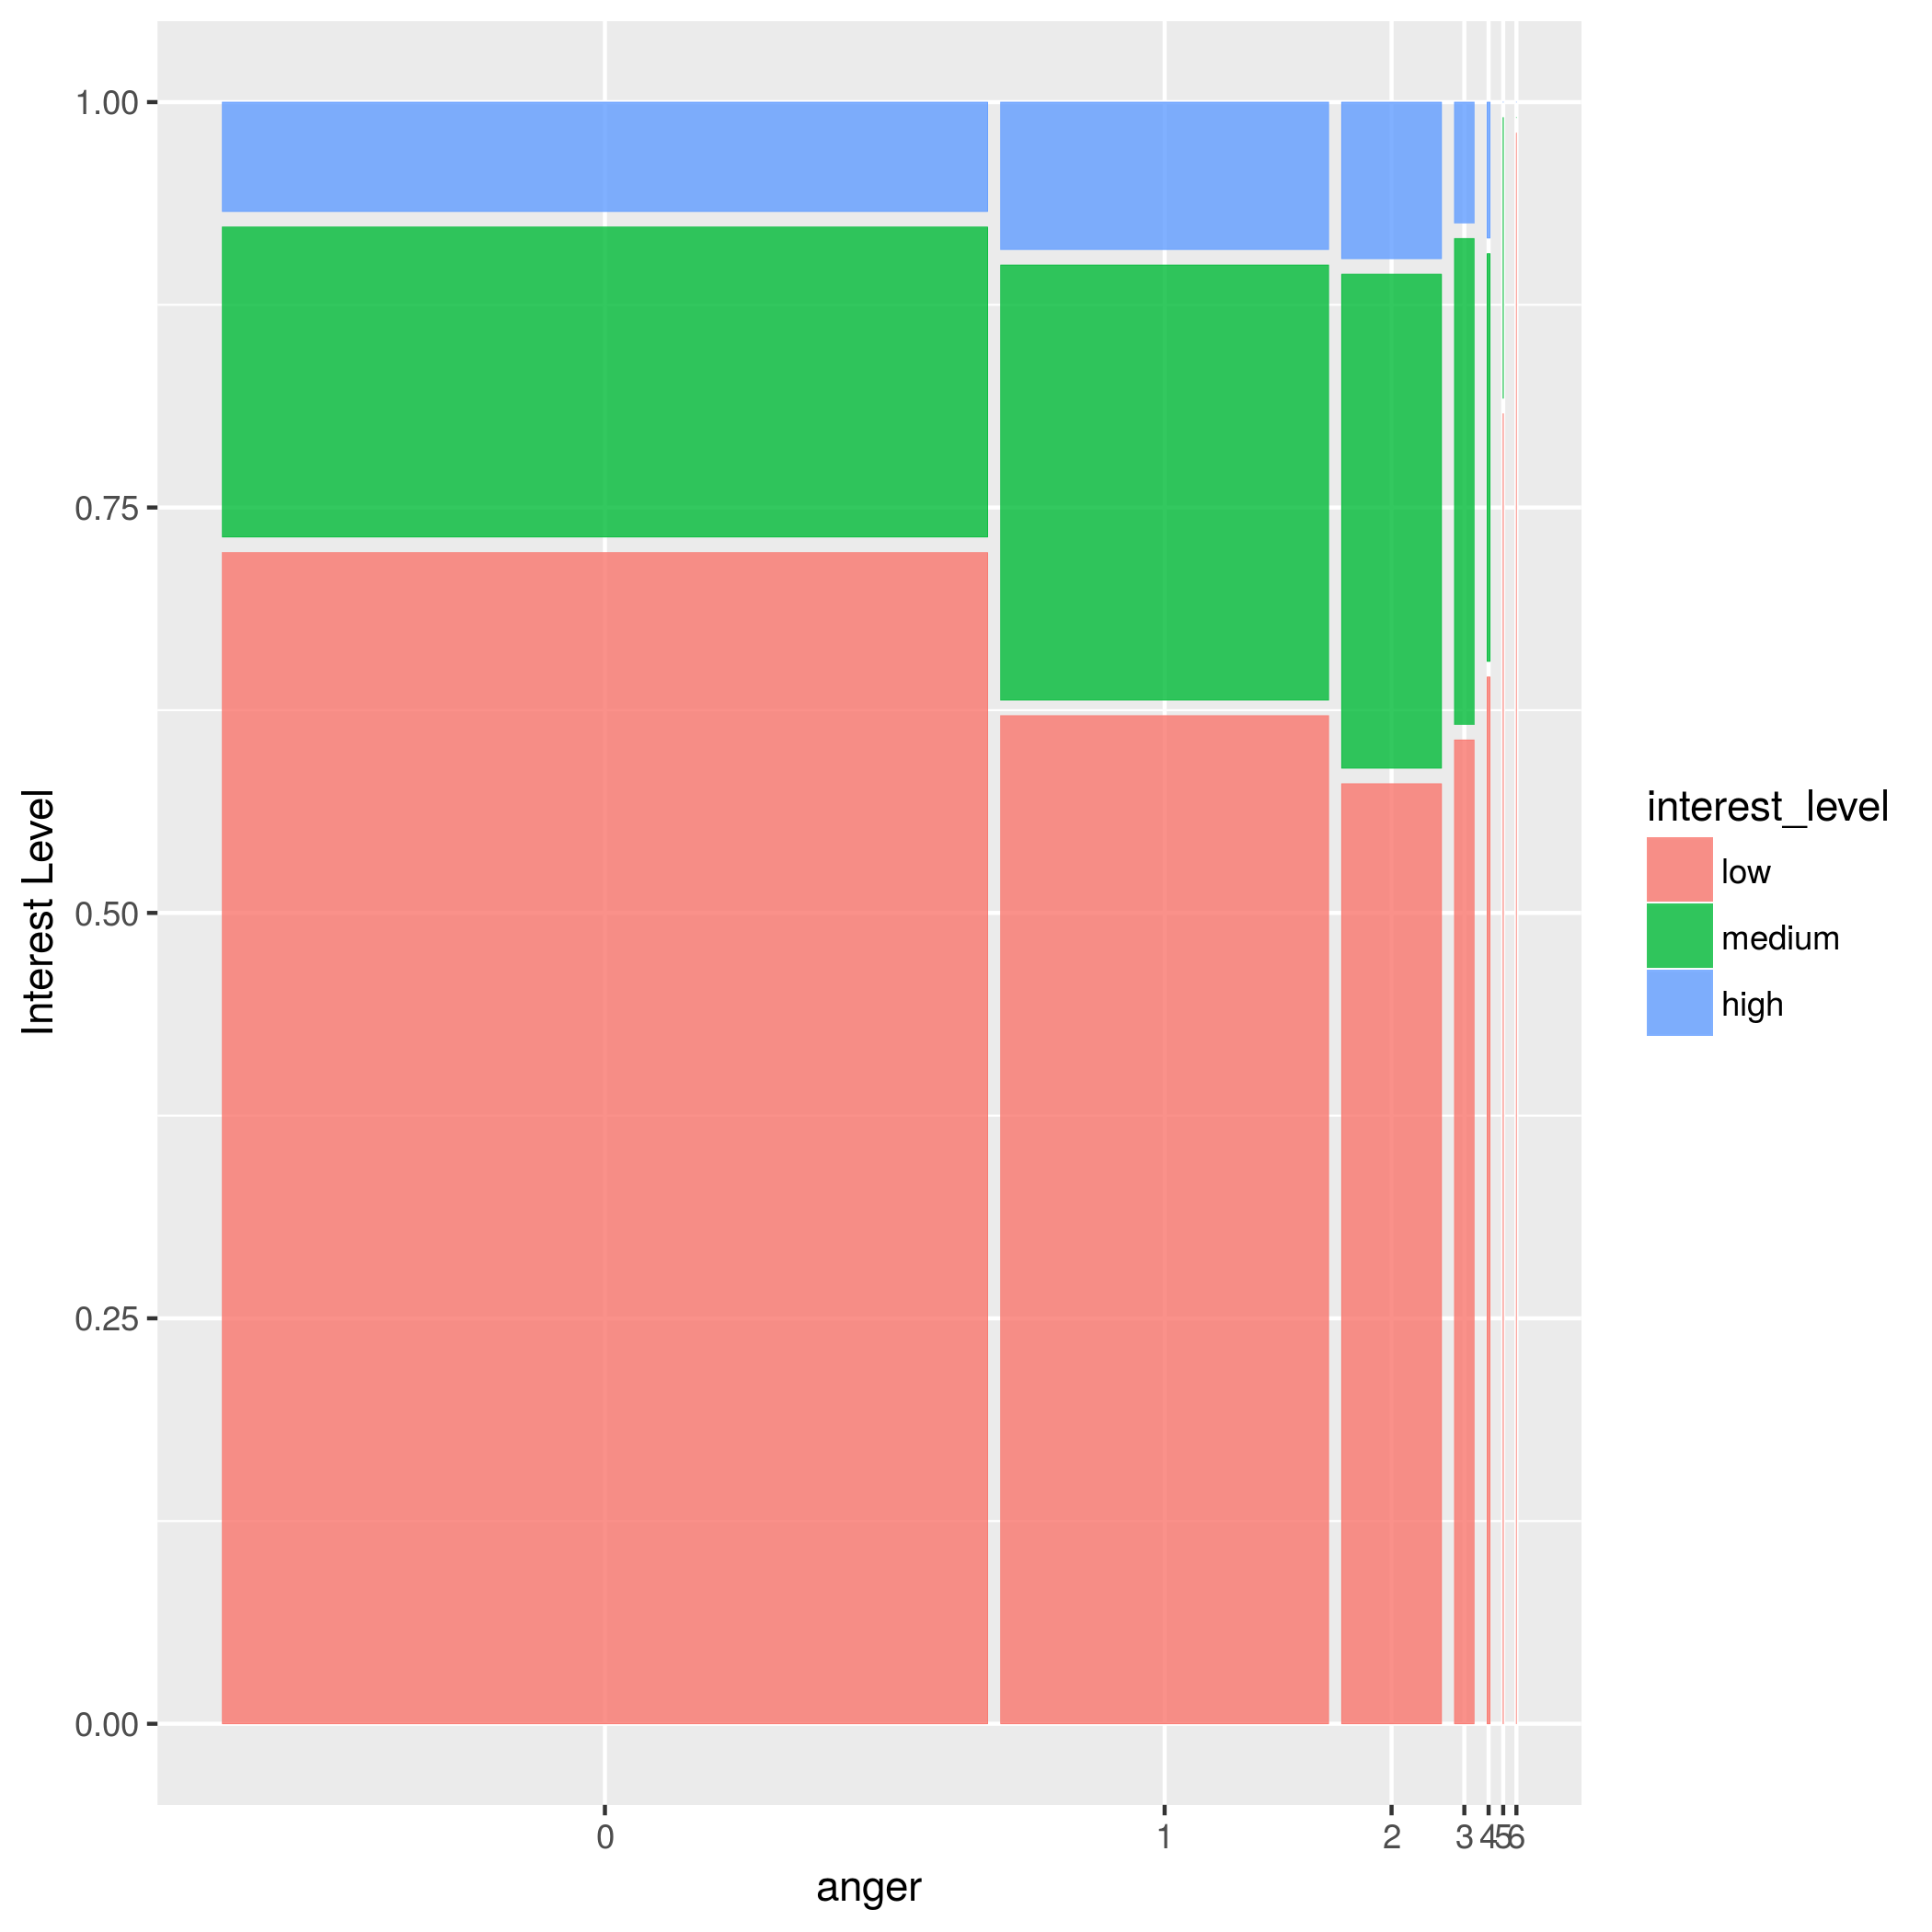 1.00
0.75
0.50
0.25
0.00
Interest Level
0 1 2 3 4 5 6
anger
interest_level
low
medium
high